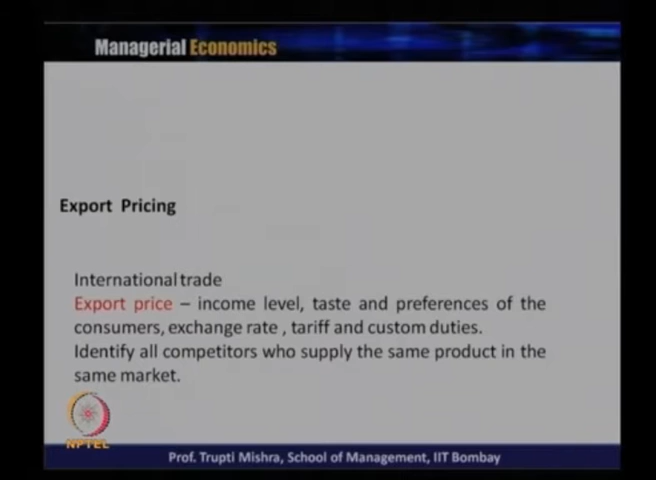 Managerial Economics
Export Pricing
International trade
Export price – income level, taste and preferences of the
consumers, exchange rate , tariff and custom duties.
Identify all competitors who supply the same product in the
same market.
NPTEL
Prof. Trupti Mishra, School of Management, IIT Bombay